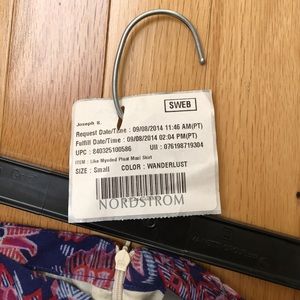 SWEB
Joseph E.
Request Date/Time : 09/08/2014 11:46 AM(PT)
Fulfill Date/Time : 09/08/2014 02:04 PM(PT)
UPC : 840325100586 UII : 076198719304
ITEM : Like Mynded Pleat Maxi Skirt
SIZE : Small COLOR : WANDERLUST
NORDSTROM